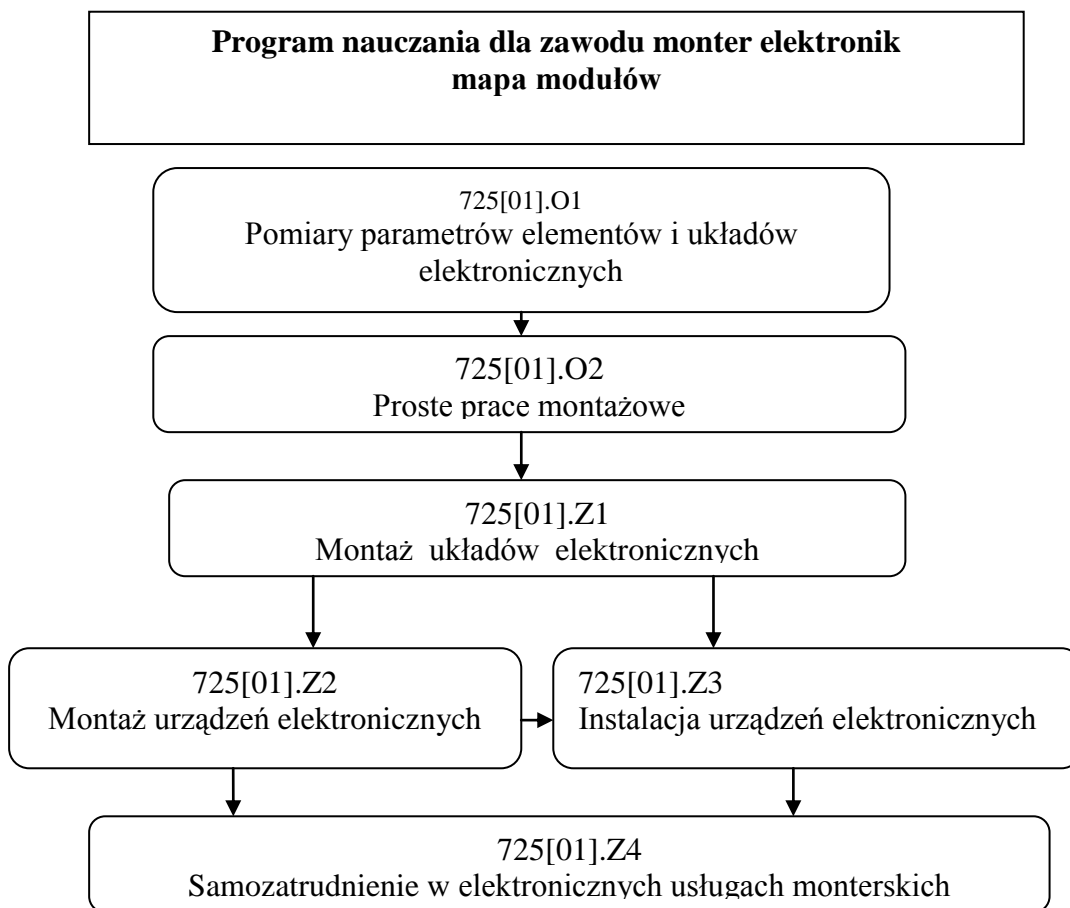 Program nauczania dla zawodu monter elektronik
mapa modułów
725[01].O1
Pomiary parametrów elementów i układów
elektronicznych
725[01].O2
Proste prace montażowe
725[01].Z1
Montaż układów elektronicznych
725[01].Z2
Montaż urządzeń elektronicznych
725[01].Z3
Instalacja urządzeń elektronicznych
725[01].Z4
Samozatrudnienie w elektronicznych usługach monterskich